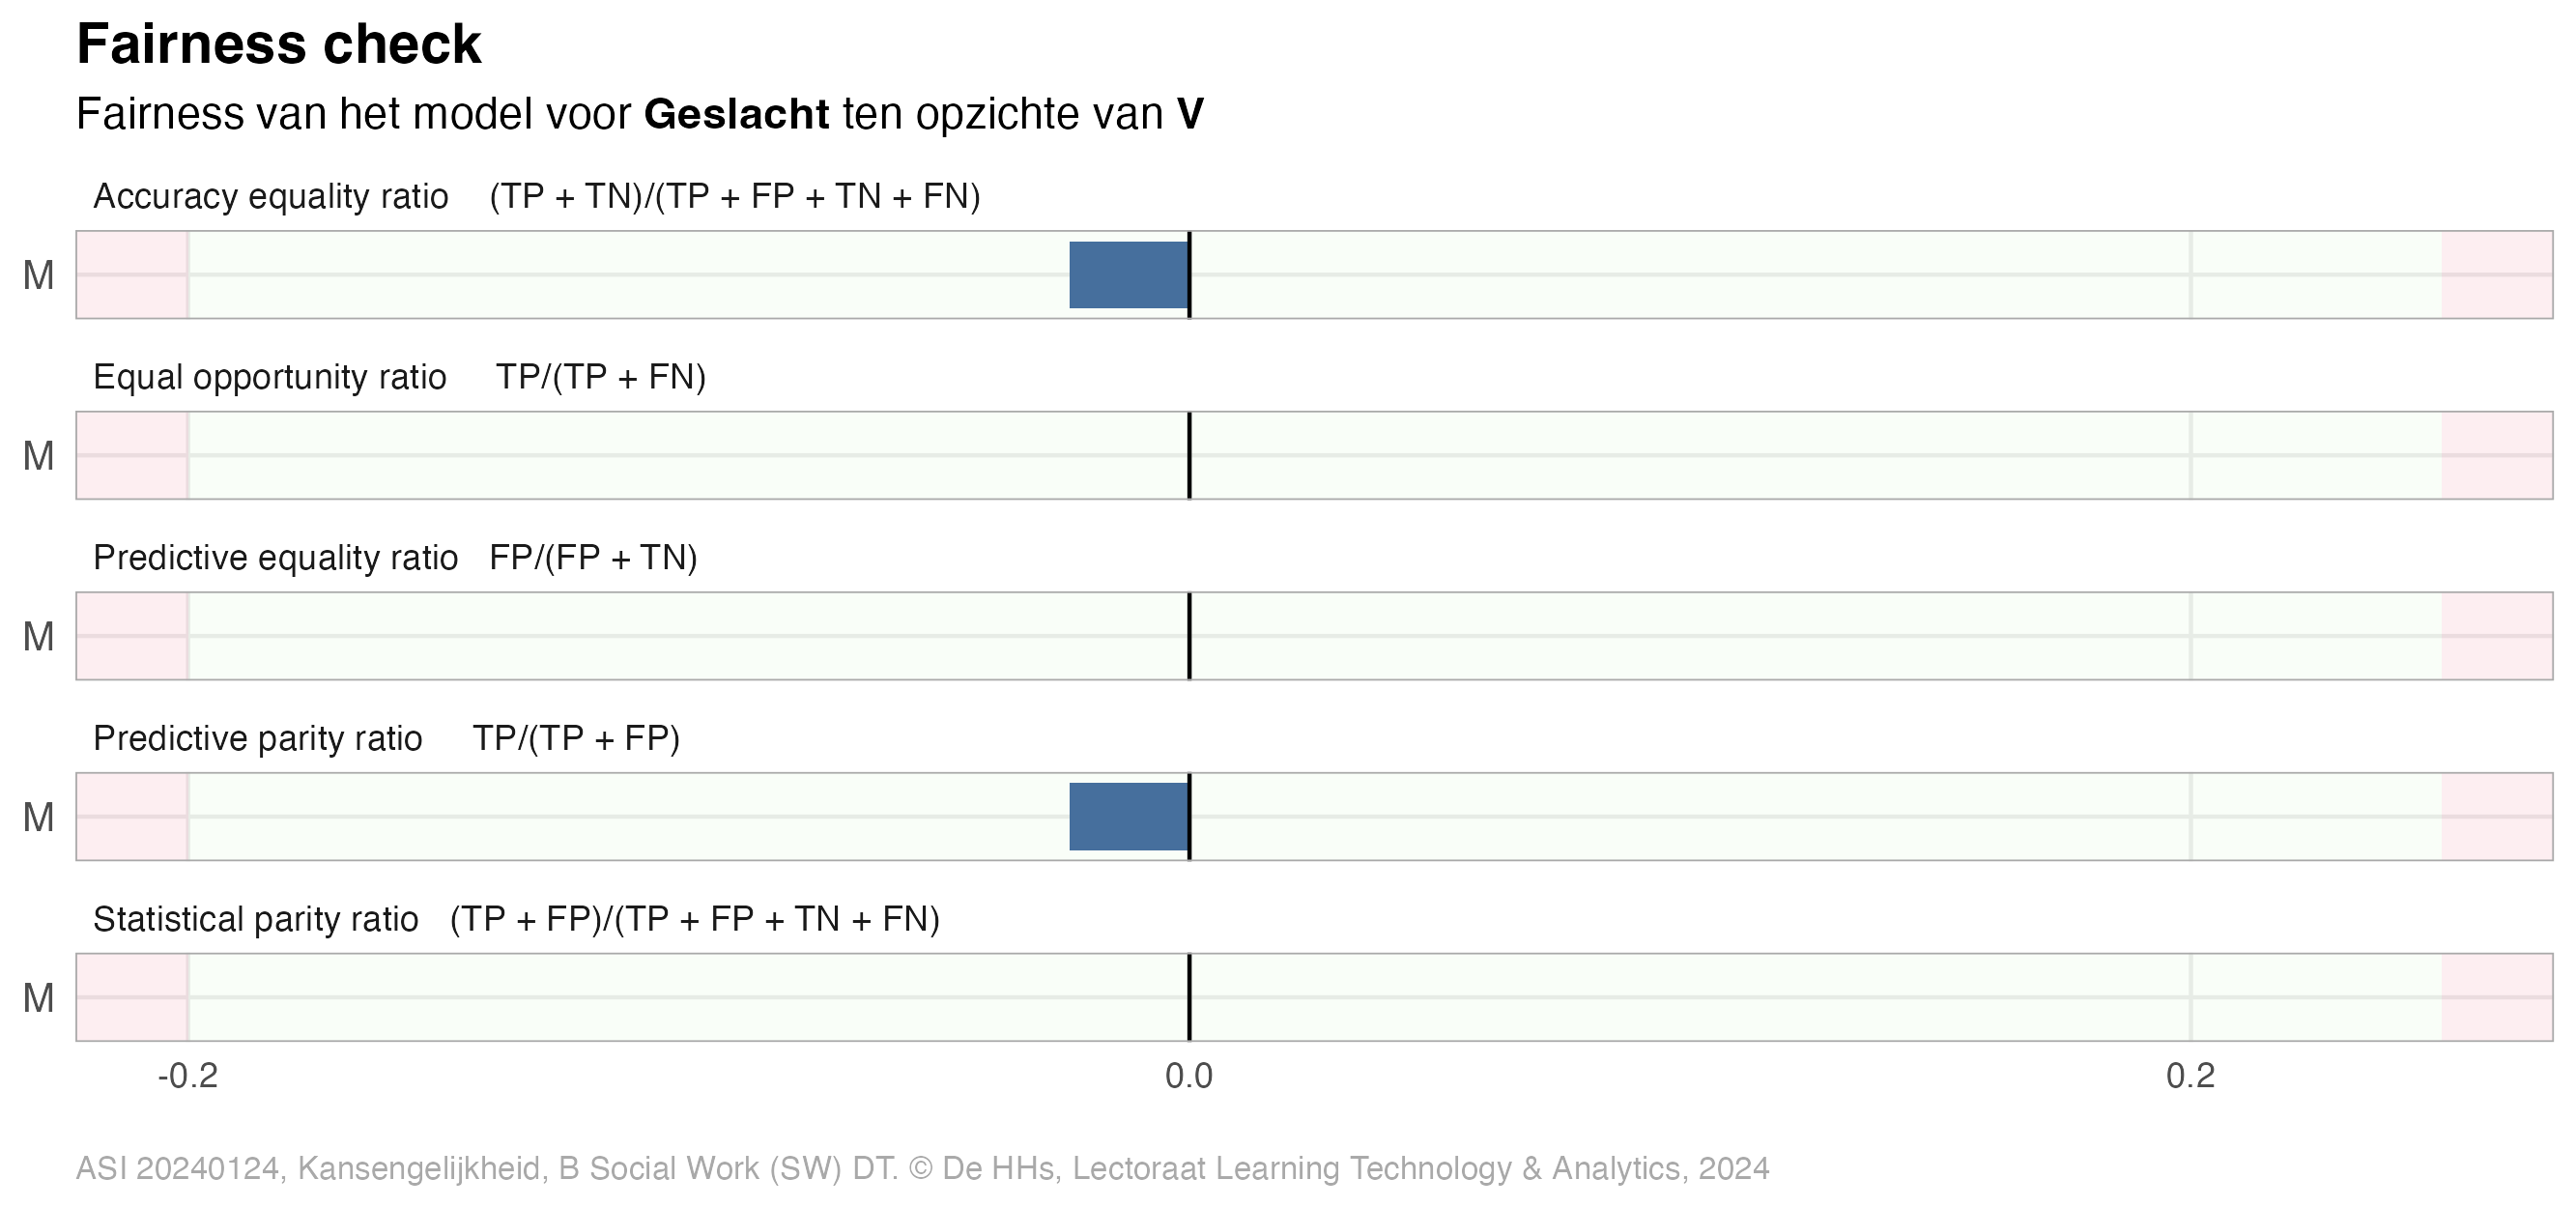 Fairness check
Fairness van het model voor Geslacht ten opzichte van V
Accuracy equality ratio (TP + TN)/(TP + FP + TN + FN)
M
Equal opportunity ratio TP/(TP + FN)
M
Predictive equality ratio FP/(FP + TN)
M
Predictive parity ratio TP/(TP + FP)
M
Statistical parity ratio (TP + FP)/(TP + FP + TN + FN)
M
-0.2 0.0 0.2
ASI 20240124, Kansengelijkheid, B Social Work (SW) DT. © De HHs, Lectoraat Learning Technology & Analytics, 2024